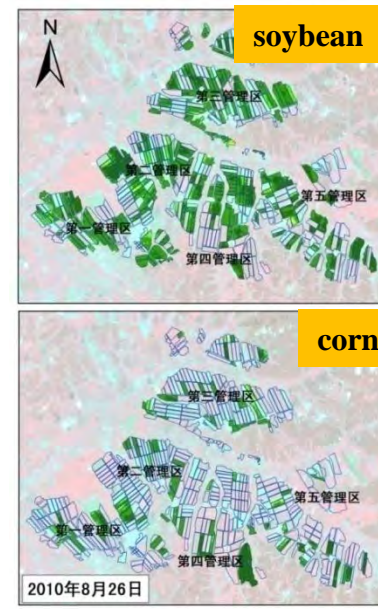 N
soybean
第三管理区
第二管理区
第五管理区
第一管理区
第四管理区
corn
第三管理区
第二管理区
第五管理区
第一管理区
第四管理区
2010年8月26日